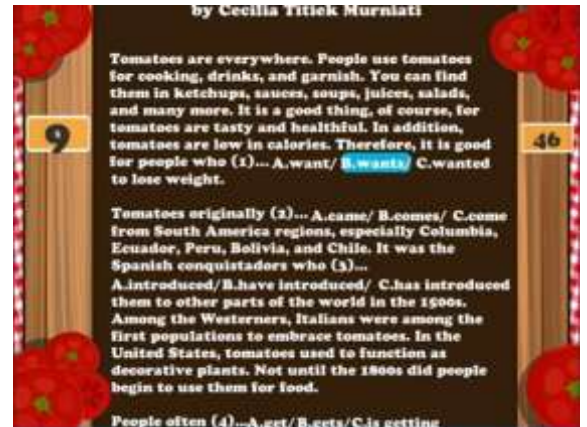 by Cecilia Titiek Murniati
Tomatoes are everywhere. People use tomatoes
for cooking, drinks, and garnish. You can find
them in ketchups, sauces, soups, juices, salads,
and many more. It is a good thing, of course, for
tomatoes are tasty and healthful. In addition,
tomatoes are low in calories. Therefore, it is good
for people who (1)... A.want/ B.wants/ C.wanted
to lose weight.
Tomatoes originally (2)... A.came/ B.comes/ C.come
from South America regions, especially Columbia,
Ecuador, Peru, Bolivia, and Chile. It was the
Spanish conquistadors who (3)...
A.introduced/B.have introduced/ C.has introduced
them to other parts of the world in the 1500s.
Among the Westerners, Italians were among the
first populations to embrace tomatoes. In the
United States, tomatoes used to function as
decorative plants. Not until the 1800s did people
begin to use them for food.
People often (4)...A.get/B.gets/C.is getting
9
46